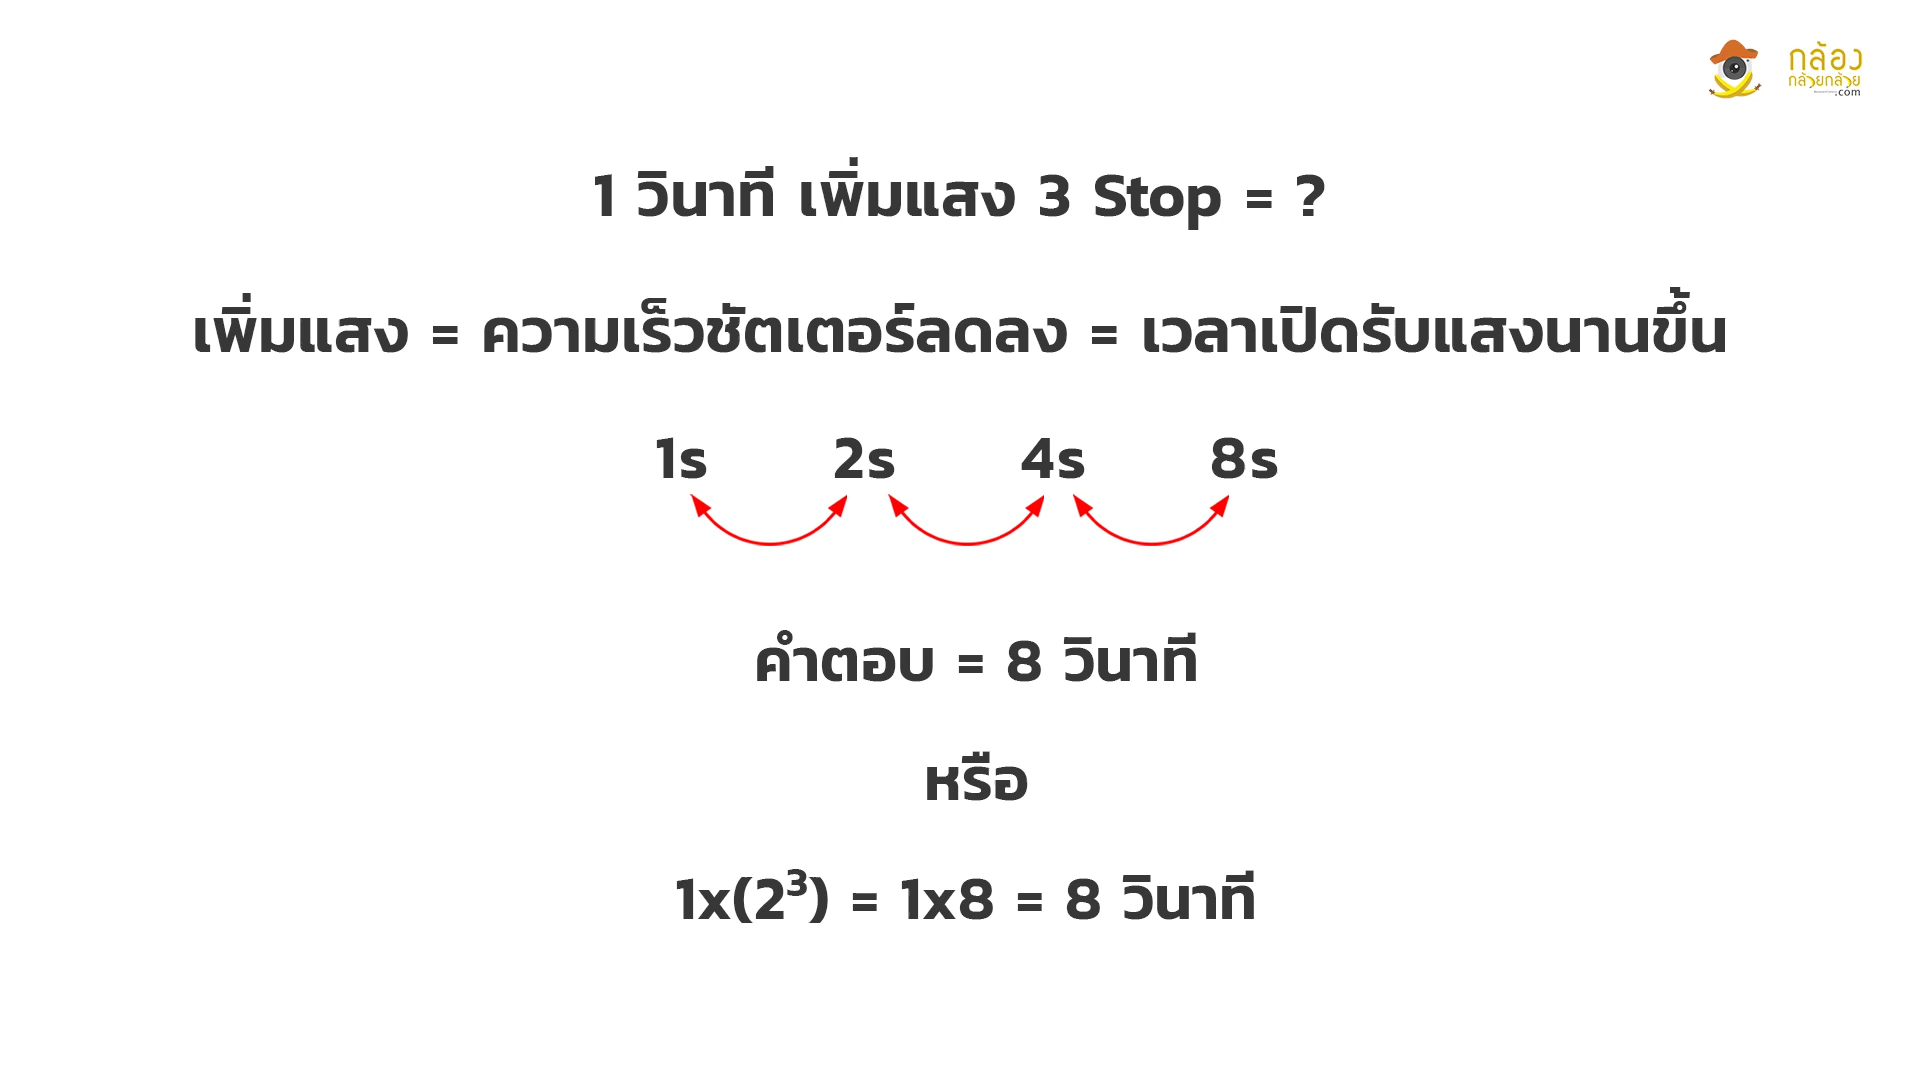 กล้อง
กล้วยกล้วย
.com
1 วินาที เพิ่มแสง 3 Stop = ?
เพิ่มแสง = ความเร็วชัตเตอร์ลดลง = เวลาเปิดรับแสงนานขึ้น
1s 2s 4s 8s
คำตอบ = 8 วินาที
หรือ
1x(2³) = 1x8 = 8 วินาที